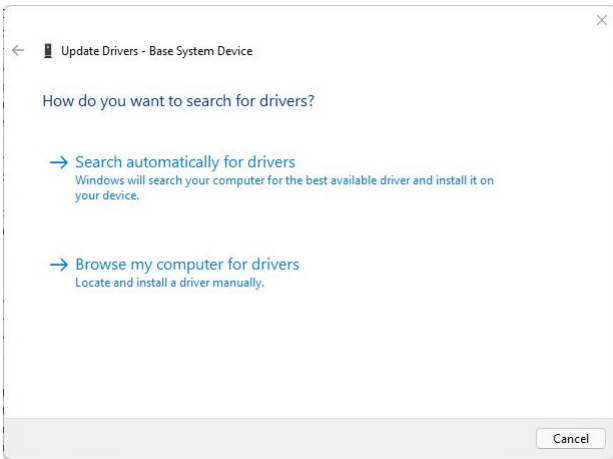 Update Drivers - Base System Device
How do you want to search for drivers?
Search automatically for drivers
Windows will search your computer for the best available driver and install it on
your device.
Browse my computer for drivers
Locate and install a driver manually.
Cancel